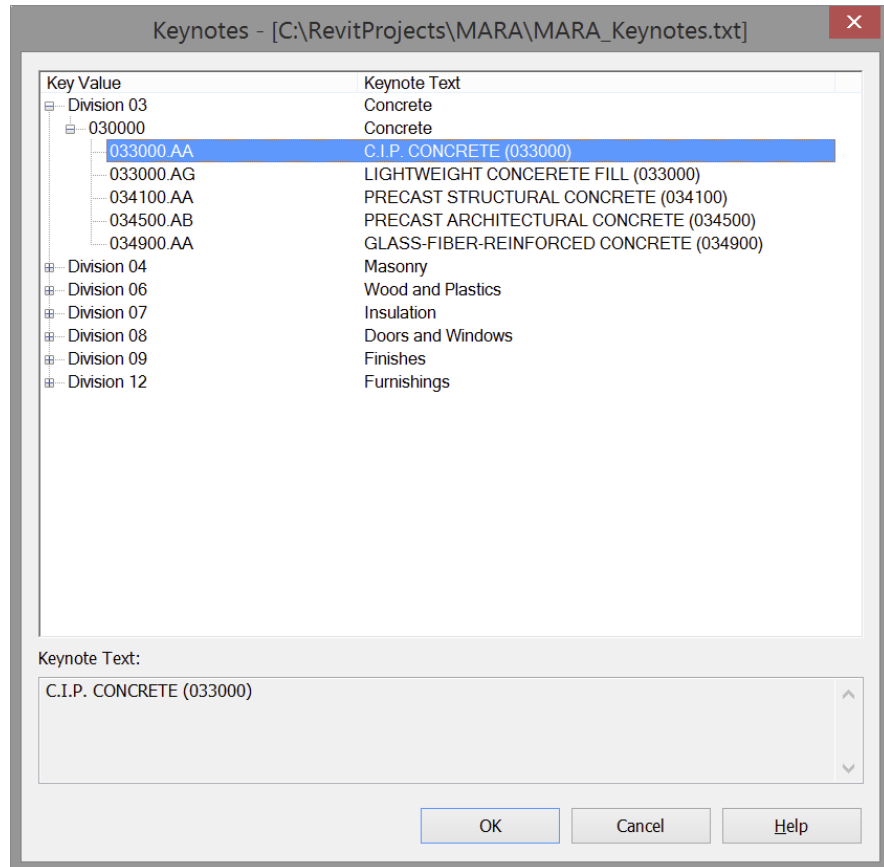 Keynotes - [C:\RevitProjects\MARA\MARA_Keynotes.txt]
Key Value Keynote Text
Division 03 Concrete
030000 Concrete
033000.AA C.I.P. CONCRETE (033000)
033000.AG LIGHTWEIGHT CONCERETE FILL (033000)
034100.AA PRECAST STRUCTURAL CONCRETE (034100)
034500.AB PRECAST ARCHITECTURAL CONCRETE (034500)
034900.AA GLASS-FIBER-REINFORCED CONCRETE (034900)
Division 04 Masonry
Division 06 Wood and Plastics
Division 07 Insulation
Division 08 Doors and Windows
Division 09 Finishes
Division 12 Furnishings
Keynote Text:
C.I.P. CONCRETE (033000)
OK Cancel Help